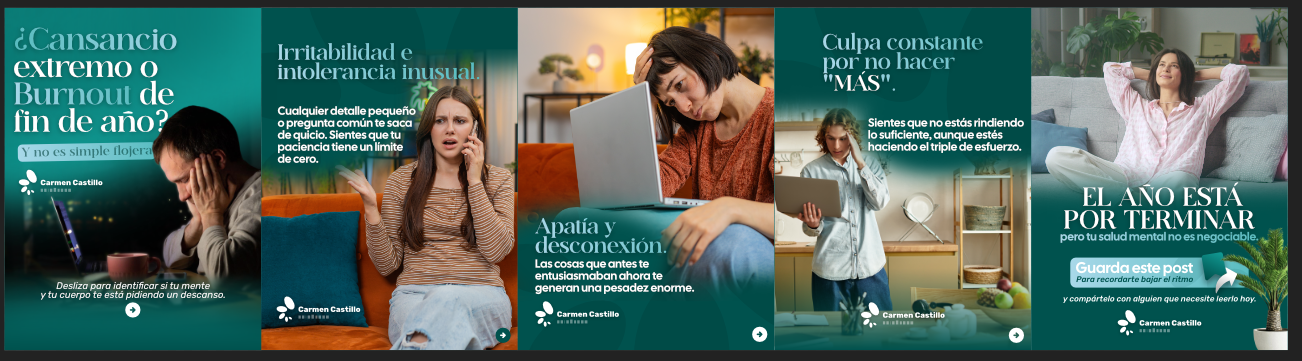 ¿Cansancio
extremo o
Burnout de
fin de año?
Y no es simple flojera
Carmen Castillo
Desliza para identificar si tu mente
y tu cuerpo te está pidiendo un descanso.
Irritabilidad e
intolerancia inusual.
Cualquier detalle pequeño
o pregunta común te saca
de quicio. Sientes que tu
paciencia tiene un límite
de cero.
Carmen Castillo
Apatía y
desconexión.
Las cosas que antes te
entusiasmaban ahora te
generan una pesadez enorme.
Carmen Castillo
Culpa constante
por no hacer
"MÁS".
Sientes que no estás rindiendo
lo suficiente, aunque estés
haciendo el triple de esfuerzo.
Carmen Castillo
EL AÑO ESTÁ
POR TERMINAR
pero tu salud mental no es negociable.
Guarda este post
Para recordarte bajar el ritmo
y compártelo con alguien que necesite leerlo hoy.
Carmen Castillo